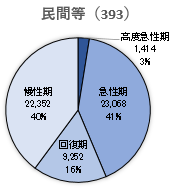 民間等（393）
高度急性期
1,414
3%
急性期
23,068
41%
回復期
9,252
16%
慢性期
22,352
40%